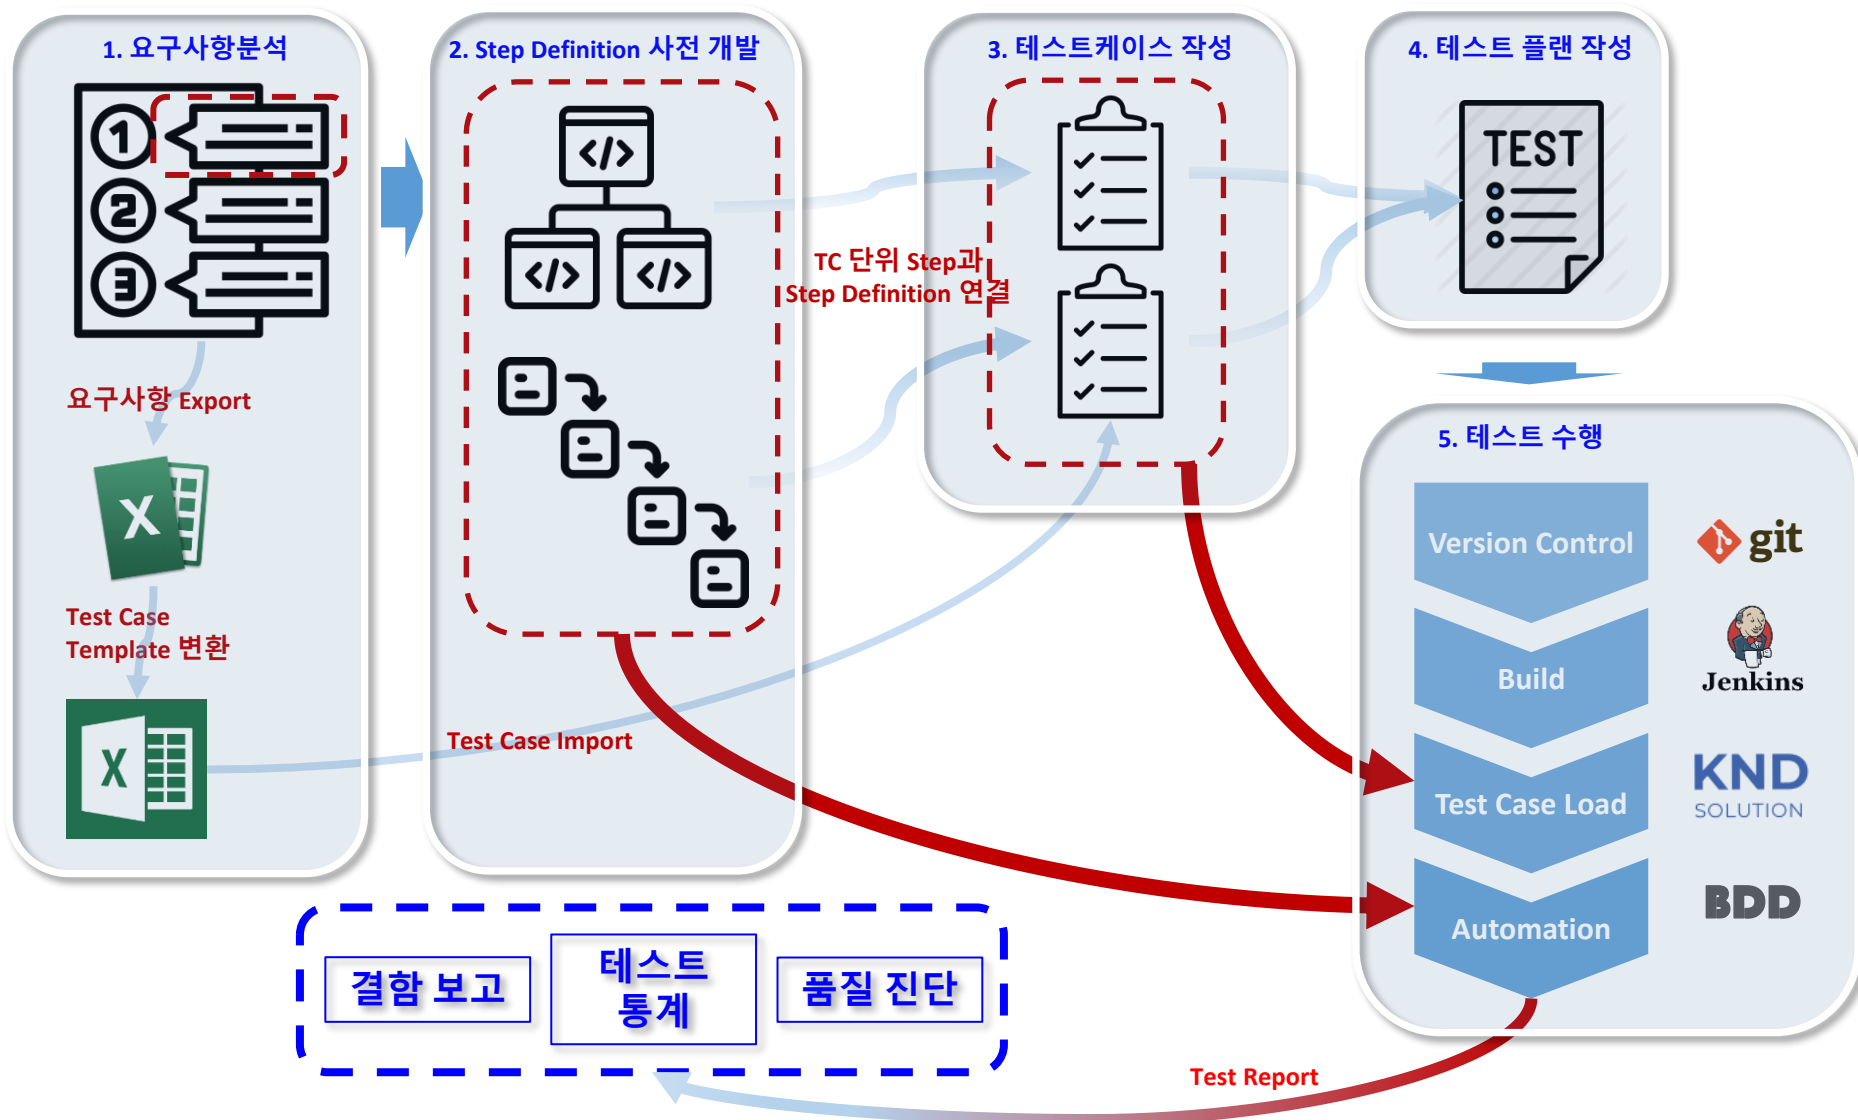 1. 요구사항분석
1
2
3
요구사항 Export
X
Test Case
Template 변환
X
2. Step Definition 사전 개발
</>
</>
</>
TC 단위 Step과
Step Definition 연결
Test Case Import
3. 테스트케이스 작성
4. 테스트 플랜 작성
TEST
5. 테스트 수행
Version Control
git
Build
Jenkins
Test Case Load
KND
SOLUTION
Automation
BDD
결함 보고
테스트
통계
품질 진단
Test Report